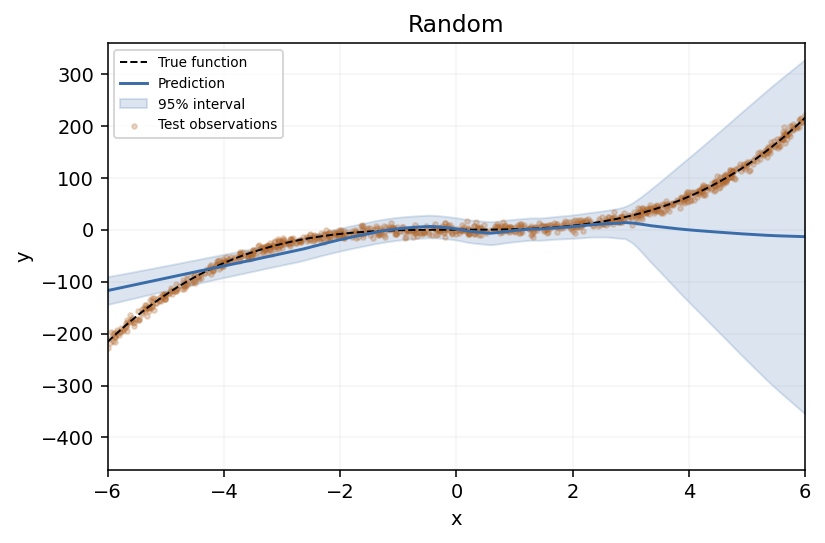 Random
True function
Prediction
95% interval
Test observations
300
200
100
0
−100
−200
−300
−400
y
−6
−4
−2
0
2
4
6
x